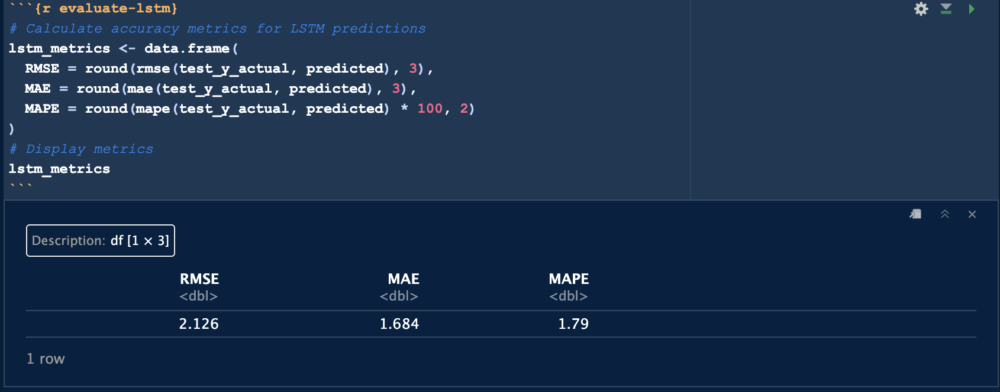 ```{r evaluate-lstm}
# Calculate accuracy metrics for LSTM predictions
lstm_metrics <- data.frame(
  RMSE = round(rmse(test_y_actual, predicted), 3),
  MAE = round(mae(test_y_actual, predicted), 3),
  MAPE = round(mape(test_y_actual, predicted) * 100, 2)
)
# Display metrics
lstm_metrics
```
Description: df [1 × 3]
RMSE MAE MAPE
<dbl> <dbl> <dbl>
2.126 1.684 1.79
1 row